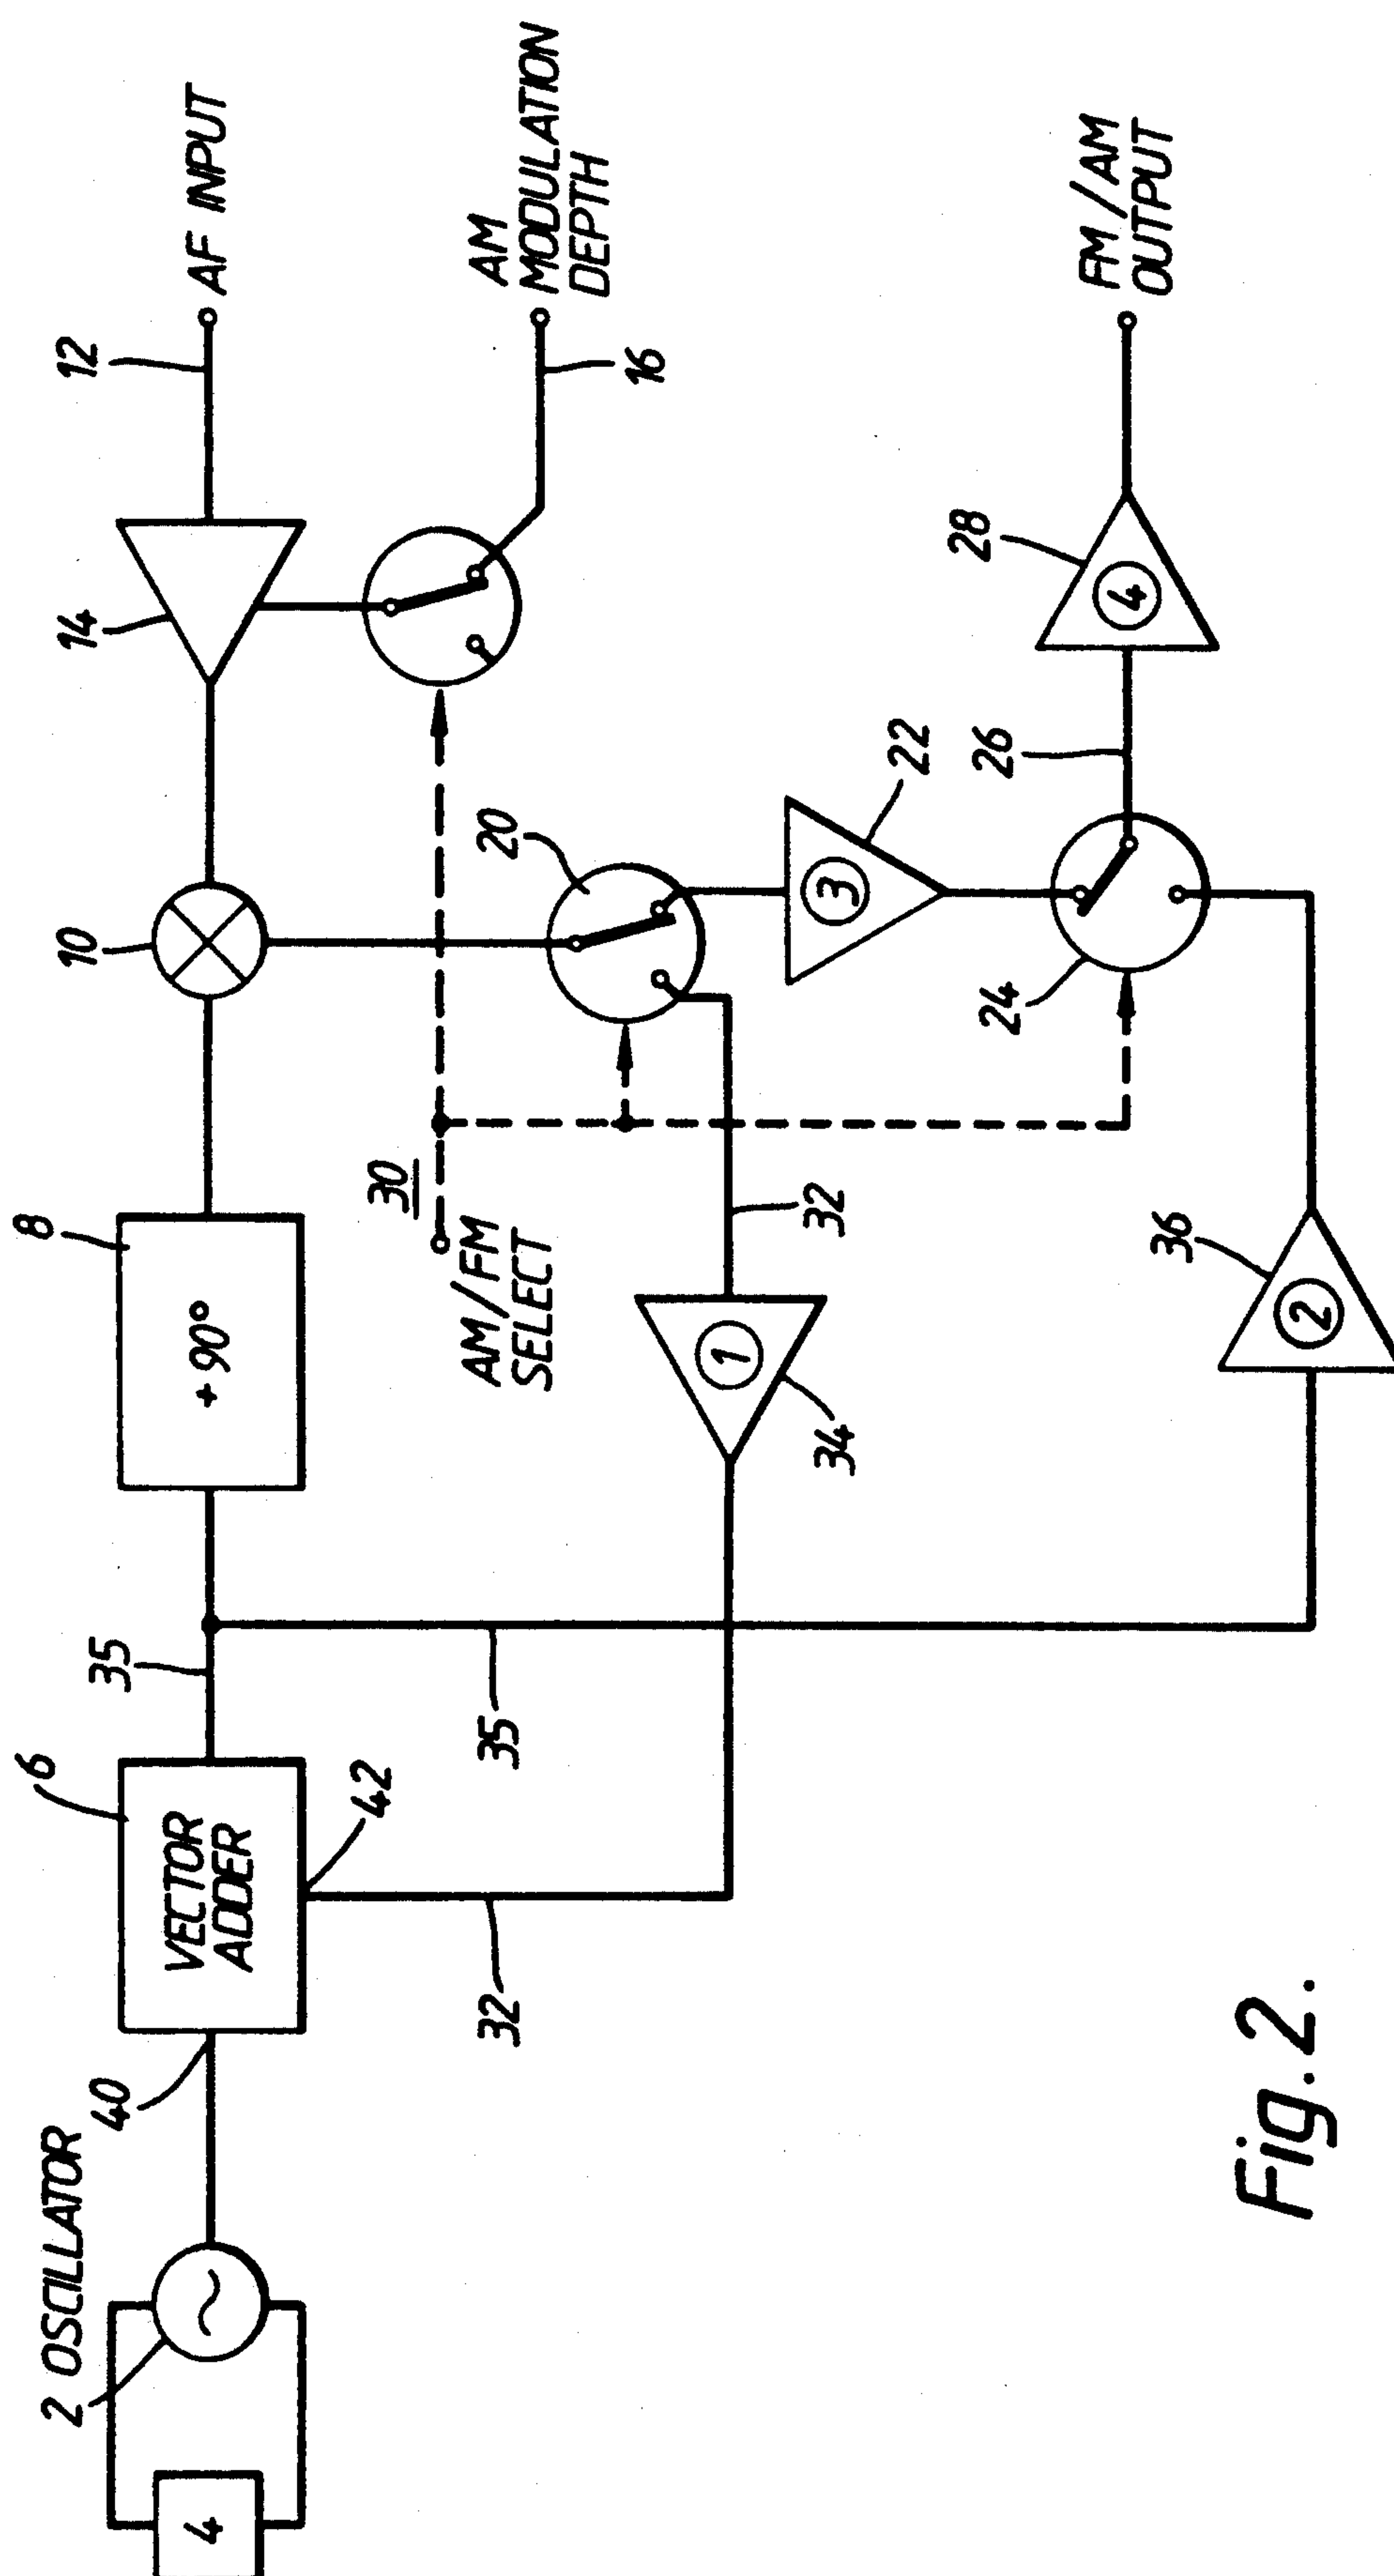 2 OSCILLATOR
4
40
6
VECTOR
ADDER
42
32
35
35
8
+90°
10
14
12
AF INPUT
AM
MODULATION
DEPTH
16
30
AM/FM
SELECT
20
32
1
34
3
22
24
26
28
4
FM/AM
OUTPUT
36
2
Fig. 2.